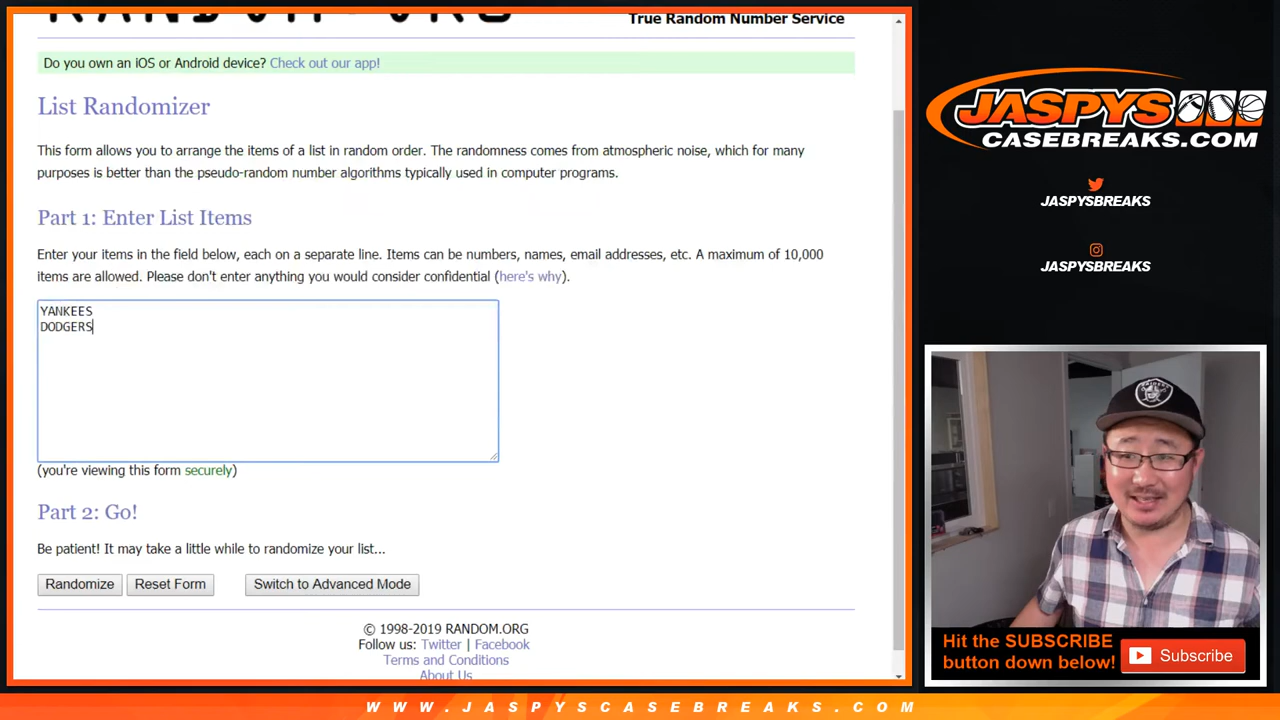 RANDOM.ORG
True Random Number Service
Do you own an iOS or Android device? Check out our app!
List Randomizer
This form allows you to arrange the items of a list in random order. The randomness comes from atmospheric noise, which for many
purposes is better than the pseudo-random number algorithms typically used in computer programs.
Part 1: Enter List Items
Enter your items in the field below, each on a separate line. Items can be numbers, names, email addresses, etc. A maximum of 10,000
items are allowed. Please don't enter anything you would consider confidential (here's why).
YANKEES
DODGERS
(you're viewing this form securely)
Part 2: Go!
Be patient! It may take a little while to randomize your list...
Randomize Reset Form Switch to Advanced Mode
© 1998-2019 RANDOM.ORG
Follow us: Twitter | Facebook
Terms and Conditions
About Us
JASPYS
CASEBREAKS.COM
JASPYSBREAKS
JASPYSBREAKS
Hit the SUBSCRIBE
button down below!
Subscribe
WWW.JASPYSCASEBREAKS.COM